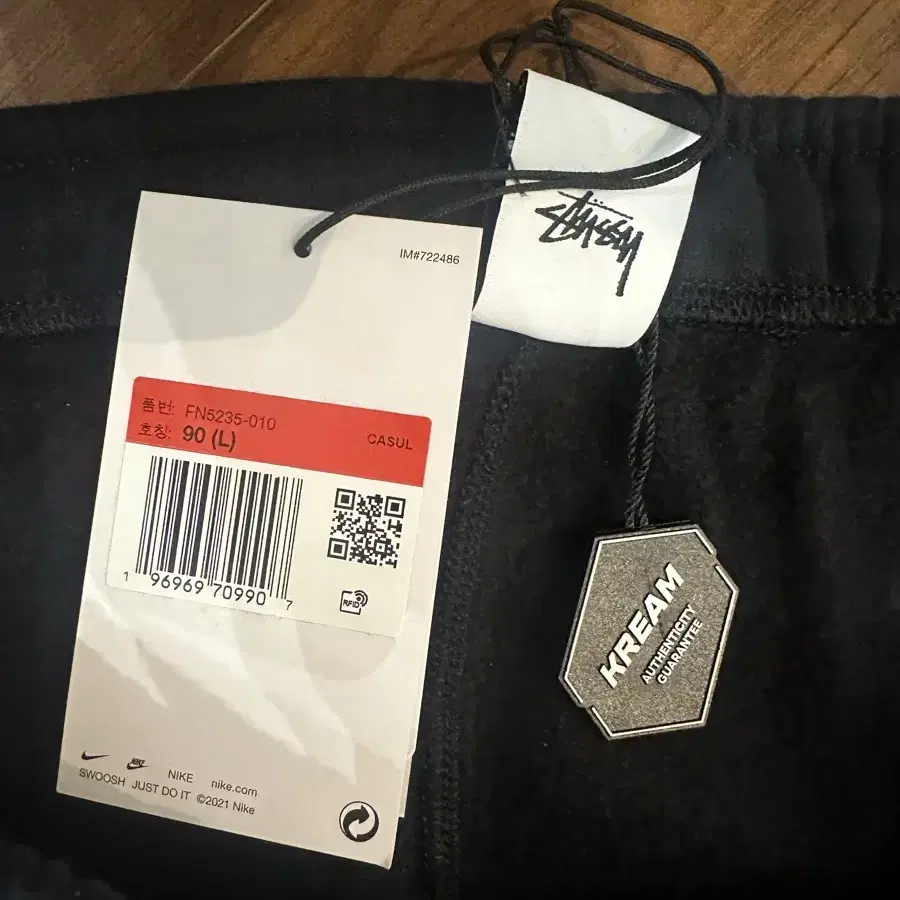 IM#722486
품번: FN5235-010
호칭: 90 (L)
CASUL
1 96969 70990 7
RFID
NIKE nike.com
SWOOSH JUST DO IT ©2021 Nike
Stüssy
KREAM
AUTHENTICITY
GUARANTEE